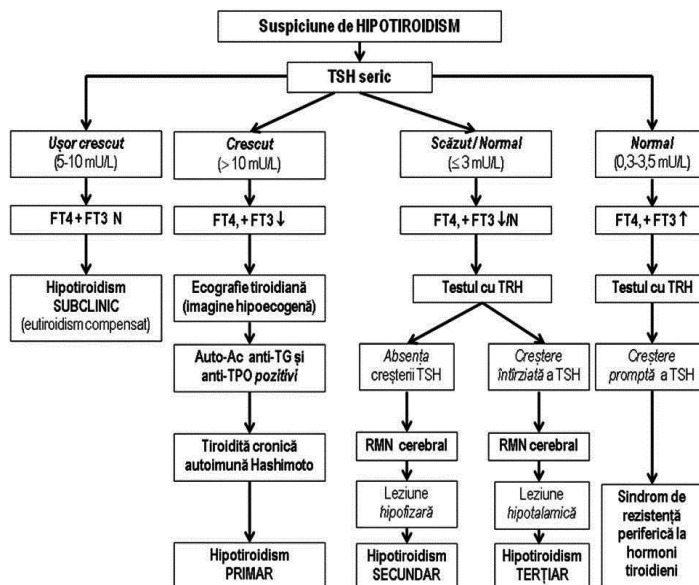 Suspiciune de HIPOTIROIDISM
TSH seric
Ușor crescut
(5-10 mU/L)
Crescut
(> 10 mU/L)
Scăzut / Normal
(≤ 3 mU/L)
Normal
(0,3-3,5 mU/L)
FT4 + FT3 N
FT4, + FT3 ↓
FT4, + FT3 ↓/N
FT4, + FT3 ↑
Hipotiroidism
SUBCLINIC
(eutiroidism compensat)
Ecografie tiroidiană
(imagine hipoecogenă)
Testul cu TRH
Testul cu TRH
Auto-Ac anti-TG și
anti-TPO pozitivi
Absența
creșterii TSH
Creștere
întîrziată a TSH
Creștere
promptă a TSH
Tiroidită cronică
autoimună Hashimoto
RMN cerebral
RMN cerebral
Leziune
hipofizară
Leziune
hipotalamică
Sindrom de
rezistență
periferică la
hormoni
tiroidieni
Hipotiroidism
PRIMAR
Hipotiroidism
SECUNDAR
Hipotiroidism
TERȚIAR